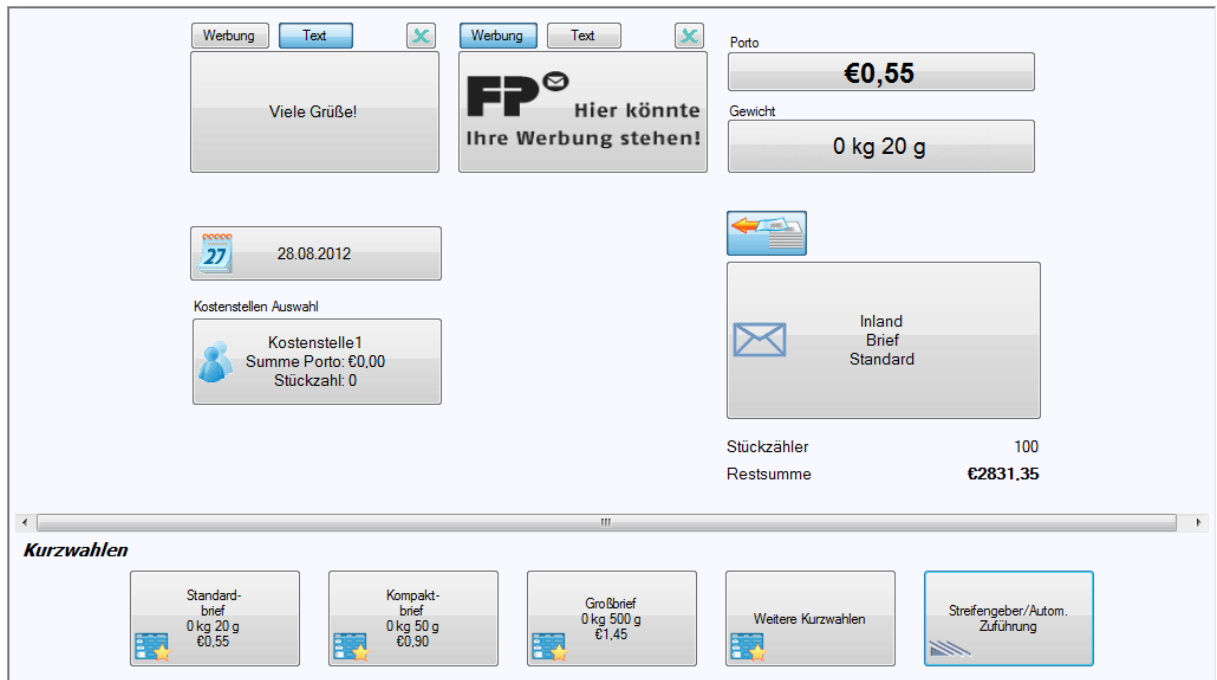 Werbung
Text
Werbung
Text
Viele Grüße!
FP
Hier könnte
Ihre Werbung stehen!
Porto
€0,55
Gewicht
0 kg 20 g
27
28.08.2012
Kostenstellen Auswahl
Kostenstelle1
Summe Porto: €0,00
Stückzahl: 0
Inland
Brief
Standard
Stückzähler 100
Restsumme €2831,35
Kurzwahlen
Standard-
brief
0 kg 20 g
€0,55
Kompakt-
brief
0 kg 50 g
€0,90
Großbrief
0 kg 500 g
€1,45
Weitere Kurzwahlen
Streifengeber/Autom.
Zuführung